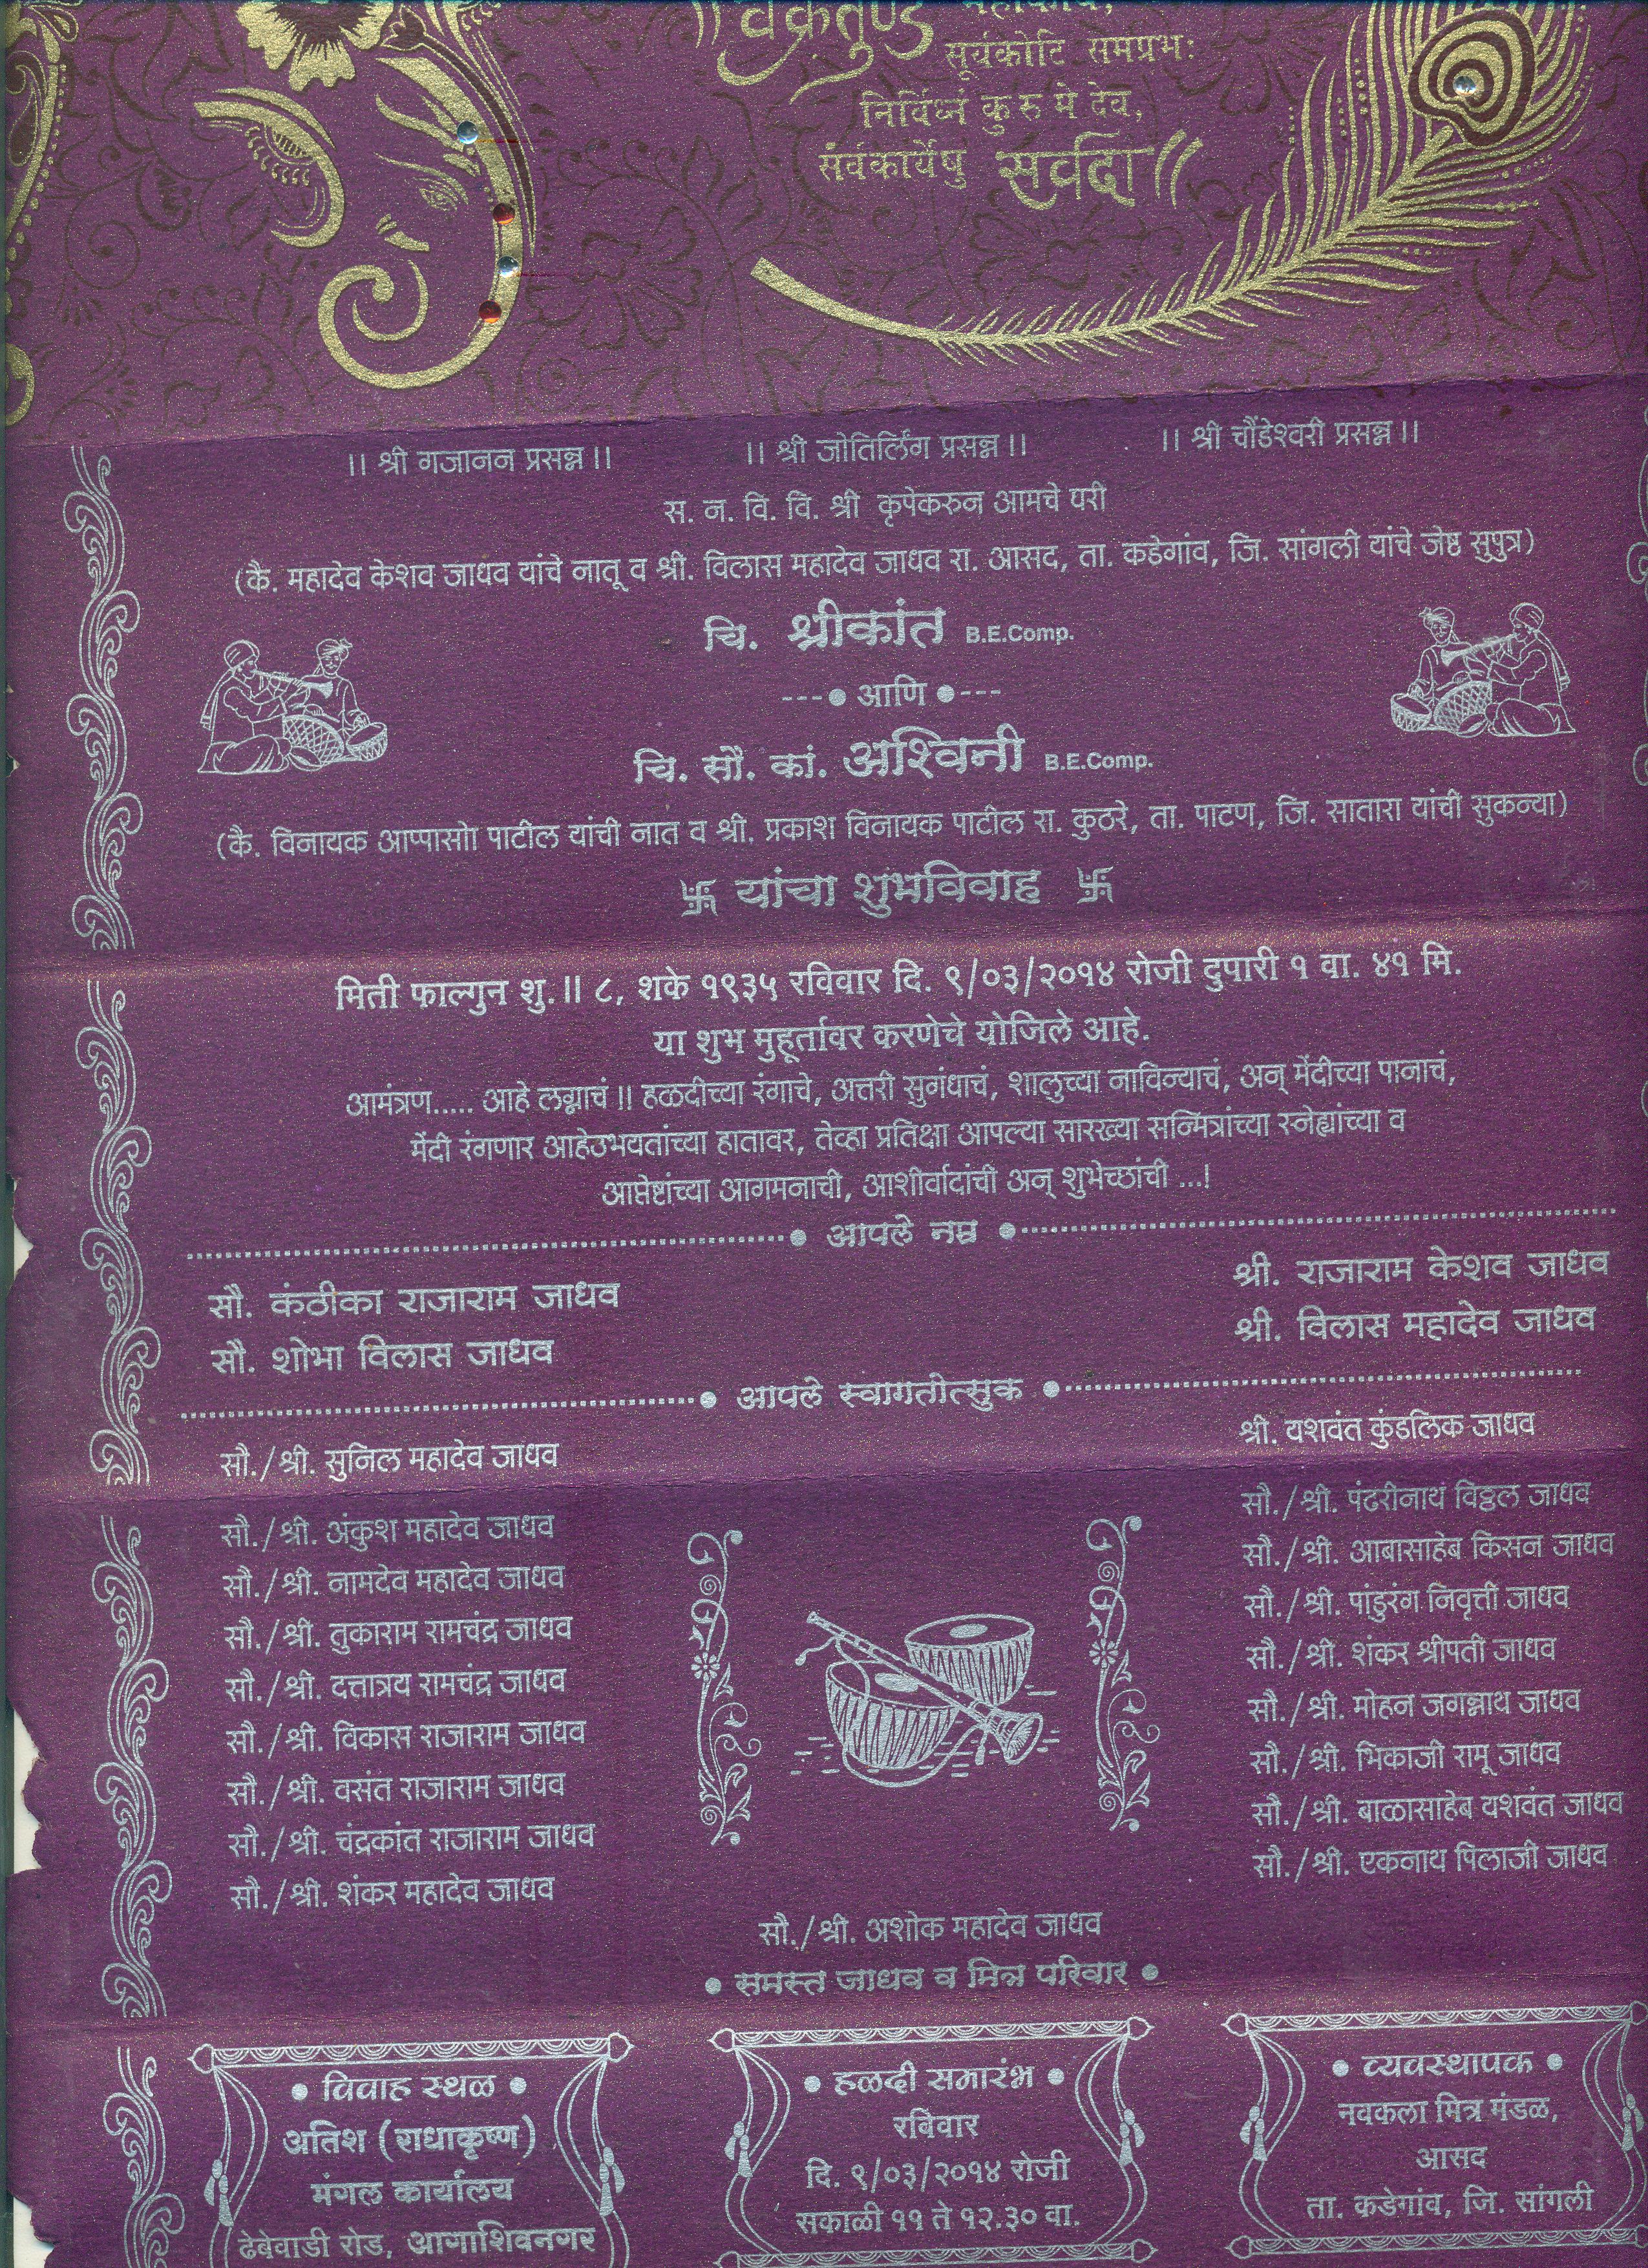 ॥ वक्रतुण्ड महाकाय,
सूर्यकोटि समप्रभः
निर्विघ्नं कुरु मे देव,
सर्वकार्येषु सर्वदा ॥
।। श्री गजानन प्रसन्न ।। ।। श्री जोतिर्लिंग प्रसन्न ।। ।। श्री चौंडेश्वरी प्रसन्न ।।
स. न. वि. वि. श्री कृपेकरुन आमचे घरी
(कै. महादेव केशव जाधव यांचे नातू व श्री. विलास महादेव जाधव रा. आसद, ता. कडेगांव, जि. सांगली यांचे जेष्ठ सुपुत्र)
चि. श्रीकांत B.E.Comp.
---● आणि ●---
चि. सौ. कां. अश्विनी B.E.Comp.
(कै. विनायक आप्पासाो पाटील यांची नात व श्री. प्रकाश विनायक पाटील रा. कुठरे, ता. पाटण, जि. सातारा यांची सुकन्या)
卐 यांचा शुभविवाह 卐
मिती फाल्गुन शु. ॥ ८, शके १९३५ रविवार दि. ९/०३/२०१४ रोजी दुपारी १ वा. ४१ मि.
या शुभ मुहूर्तावर करणेचे योजिले आहे.
आमंत्रण..... आहे लग्नाचं ॥ हळदीच्या रंगाचे, अत्तरी सुगंधाचं, शालुच्या नाविन्याचं, अन् मेंदीच्या पानाचं,
मेंदी रंगणार आहेउभयतांच्या हातावर, तेव्हा प्रतिक्षा आपल्या सारख्या सन्मित्रांच्या स्नेह्यांच्या व
आप्तेष्टांच्या आगमनाची, आशीर्वादांची अन् शुभेच्छांची ...!
● आपले नम्र ●
सौ. कंठीका राजाराम जाधव श्री. राजाराम केशव जाधव
सौ. शोभा विलास जाधव श्री. विलास महादेव जाधव
● आपले स्वागतोत्सुक ●
सौ./श्री. सुनिल महादेव जाधव श्री. यशवंत कुंडलिक जाधव
सौ./श्री. अंकुश महादेव जाधव सौ./श्री. पंढरीनाथ विठ्ठल जाधव
सौ./श्री. नामदेव महादेव जाधव सौ./श्री. आबासाहेब किसन जाधव
सौ./श्री. तुकाराम रामचंद्र जाधव सौ./श्री. पांडुरंग निवृत्ती जाधव
सौ./श्री. दत्तात्रय रामचंद्र जाधव सौ./श्री. शंकर श्रीपती जाधव
सौ./श्री. विकास राजाराम जाधव सौ./श्री. मोहन जगन्नाथ जाधव
सौ./श्री. वसंत राजाराम जाधव सौ./श्री. भिकाजी रामू जाधव
सौ./श्री. चंद्रकांत राजाराम जाधव सौ./श्री. बाळासाहेब यशवंत जाधव
सौ./श्री. शंकर महादेव जाधव सौ./श्री. एकनाथ पिलाजी जाधव
सौ./श्री. अशोक महादेव जाधव
● समस्त जाधव व मित्र परिवार ●
● विवाह स्थळ ●
अतिश (राधाकृष्ण)
मंगल कार्यालय
ढेबेवाडी रोड, आगाशिवनगर
● हळदी समारंभ ●
रविवार
दि. ९/०३/२०१४ रोजी
सकाळी ११ ते १२.३० वा.
● व्यवस्थापक ●
नवकला मित्र मंडळ,
आसद
ता. कडेगांव, जि. सांगली